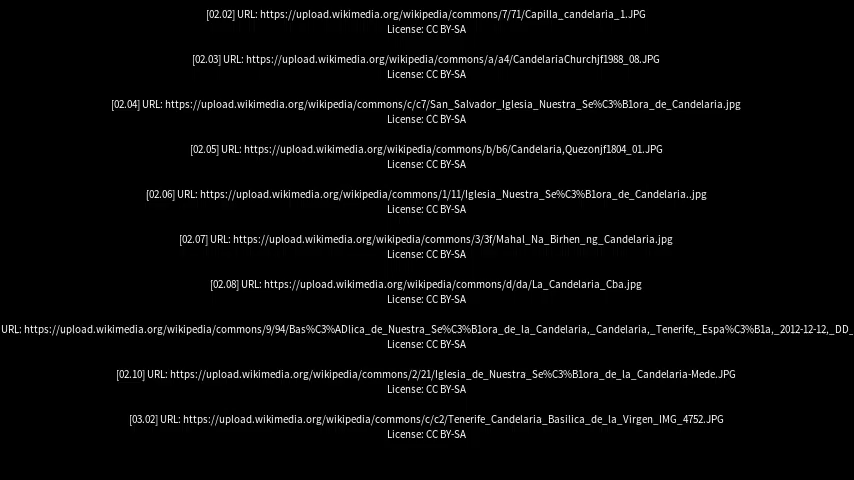 [02.02] URL: https://upload.wikimedia.org/wikipedia/commons/7/71/Capilla_candelaria_1.JPG
License: CC BY-SA
[02.03] URL: https://upload.wikimedia.org/wikipedia/commons/a/a4/CandelariaChurchjf1988_08.JPG
License: CC BY-SA
[02.04] URL: https://upload.wikimedia.org/wikipedia/commons/c/c7/San_Salvador_Iglesia_Nuestra_Se%C3%B1ora_de_Candelaria.jpg
License: CC BY-SA
[02.05] URL: https://upload.wikimedia.org/wikipedia/commons/b/b6/Candelaria,Quezonjf1804_01.JPG
License: CC BY-SA
[02.06] URL: https://upload.wikimedia.org/wikipedia/commons/1/11/Iglesia_Nuestra_Se%C3%B1ora_de_Candelaria..jpg
License: CC BY-SA
[02.07] URL: https://upload.wikimedia.org/wikipedia/commons/3/3f/Mahal_Na_Birhen_ng_Candelaria.jpg
License: CC BY-SA
[02.08] URL: https://upload.wikimedia.org/wikipedia/commons/d/da/La_Candelaria_Cba.jpg
License: CC BY-SA
URL: https://upload.wikimedia.org/wikipedia/commons/9/94/Bas%C3%ADlica_de_Nuestra_Se%C3%B1ora_de_la_Candelaria,_Candelaria,_Tenerife,_Espa%C3%B1a,_2012-12-12,_DD_
License: CC BY-SA
[02.10] URL: https://upload.wikimedia.org/wikipedia/commons/2/21/Iglesia_de_Nuestra_Se%C3%B1ora_de_la_Candelaria-Mede.JPG
License: CC BY-SA
[03.02] URL: https://upload.wikimedia.org/wikipedia/commons/c/c2/Tenerife_Candelaria_Basilica_de_la_Virgen_IMG_4752.JPG
License: CC BY-SA